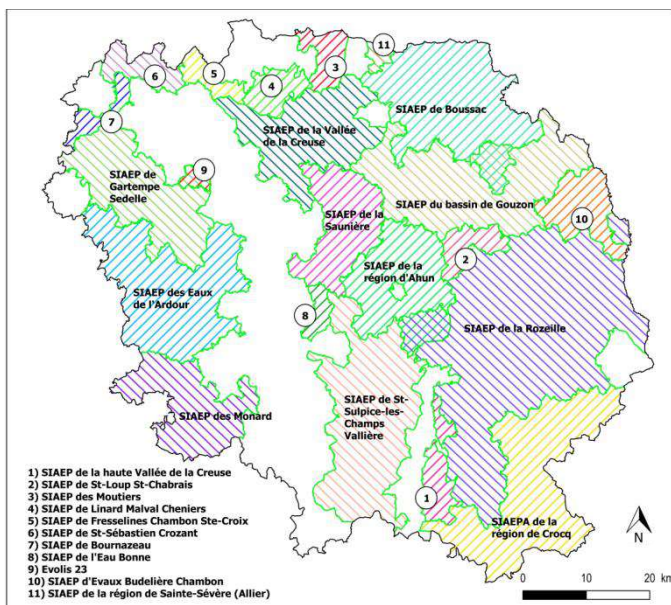 11
3
5
4
6
SIAEP de Boussac
7
SIAEP de la Vallée
de la Creuse
9
SIAEP de
Gartempe
Sedelle
SIAEP du bassin de Gouzon
SIAEP de la
Saunière
10
2
SIAEP de la
région d'Ahun
SIAEP des Eaux
de l'Ardour
8
SIAEP de la Rozeille
SIAEP des Monard
SIAEP de St-
Sulpice-les-
Champs
Vallière
1
SIAEPA de la
région de Crocq
1) SIAEP de la haute Vallée de la Creuse
2) SIAEP de St-Loup St-Chabrais
3) SIAEP des Moutiers
4) SIAEP de Linard Malval Cheniers
5) SIAEP de Fresselines Chambon Ste-Croix
6) SIAEP de St-Sébastien Crozant
7) SIAEP de Bournazeau
8) SIAEP de l'Eau Bonne
9) Evolis 23
10) SIAEP d'Evaux Budelière Chambon
11) SIAEP de la région de Sainte-Sévère (Allier)
N
0 10 20 km